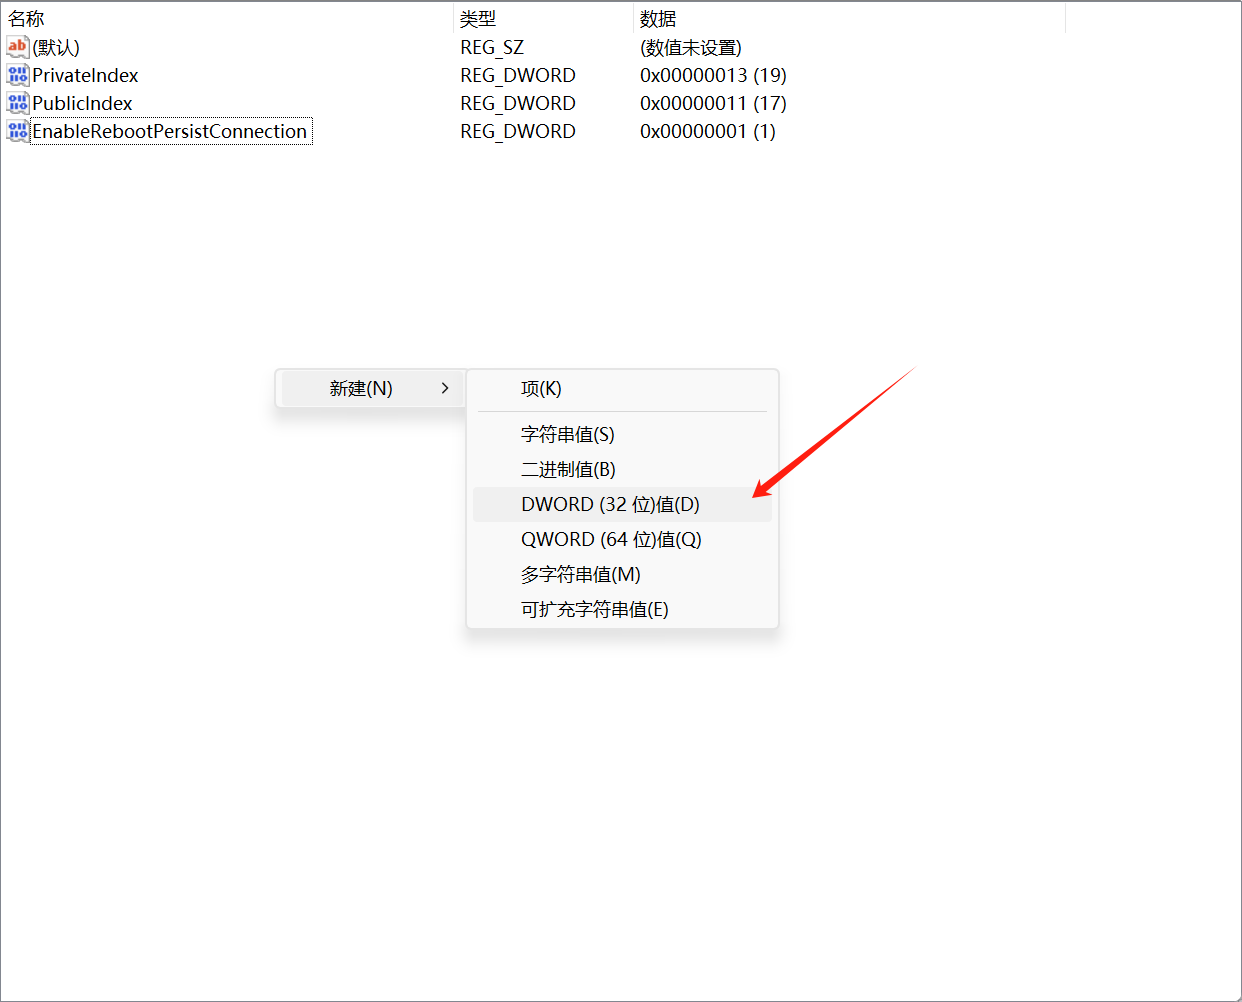 名称 类型 数据
ab (默认) REG_SZ (数值未设置)
PrivateIndex REG_DWORD 0x00000013 (19)
PublicIndex REG_DWORD 0x00000011 (17)
EnableRebootPersistConnection REG_DWORD 0x00000001 (1)
新建(N)
项(K)
字符串值(S)
二进制值(B)
DWORD (32 位)值(D)
QWORD (64 位)值(Q)
多字符串值(M)
可扩充字符串值(E)